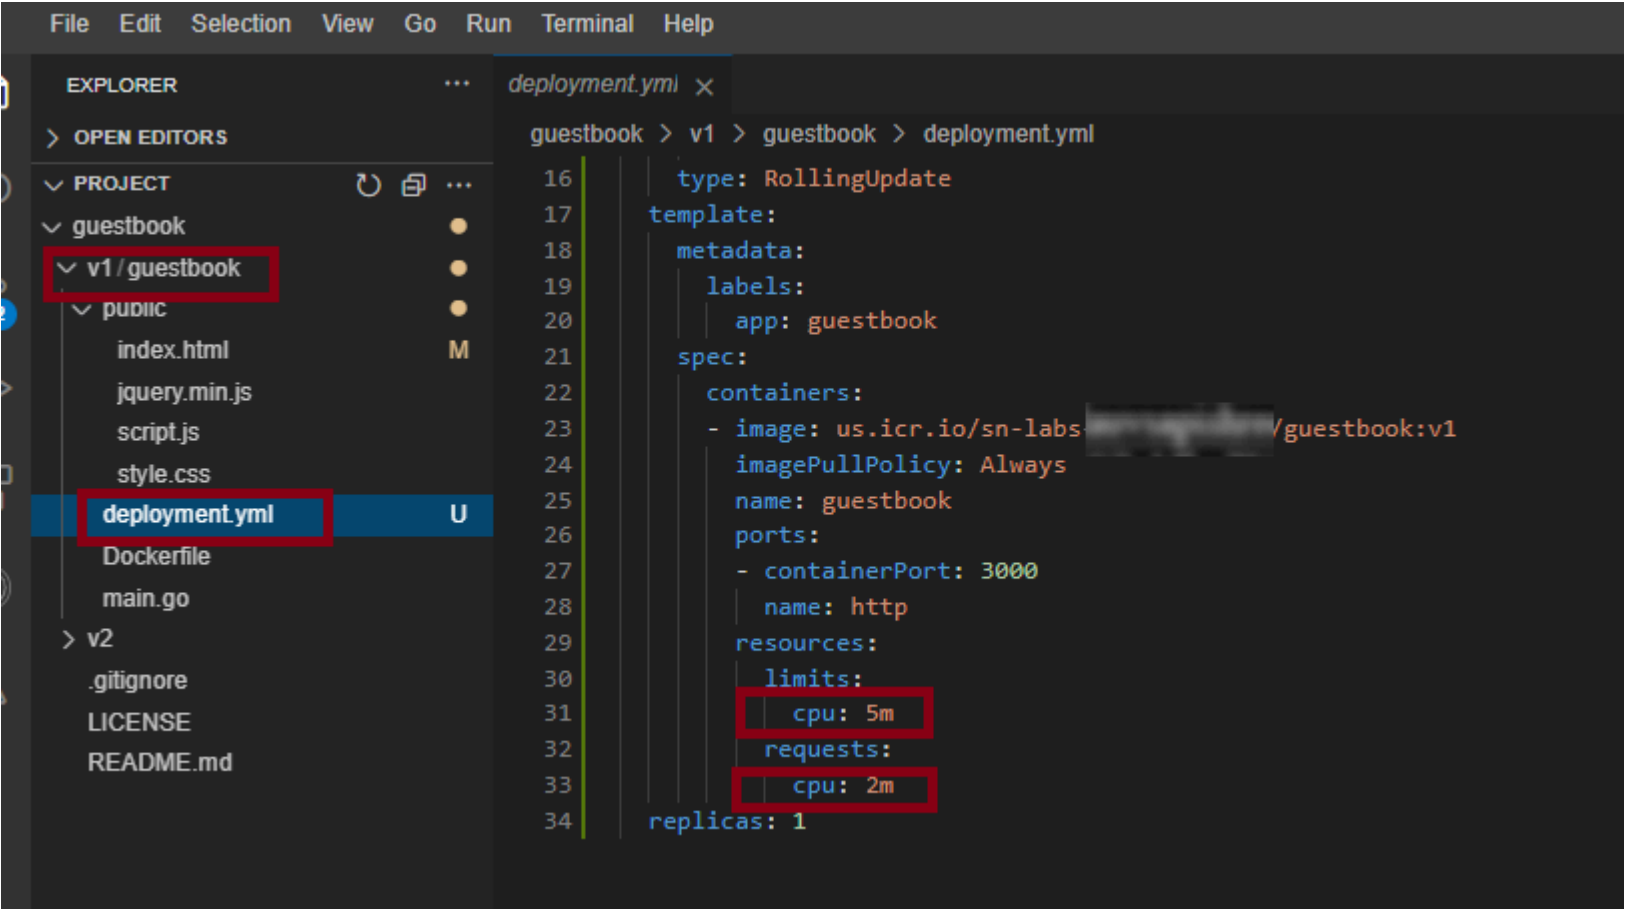 File Edit Selection View Go Run Terminal Help
EXPLORER
OPEN EDITORS
PROJECT
guestbook
v1/guestbook
public
index.html M
jquery.min.js
script.js
style.css
deployment.yml U
Dockerfile
main.go
v2
.gitignore
LICENSE
README.md
2
deployment.yml
guestbook > v1 > guestbook > deployment.yml
16 type: RollingUpdate
17 template:
18 metadata:
19 labels:
20 app: guestbook
21 spec:
22 containers:
23 - image: us.icr.io/sn-labs- /guestbook:v1
24 imagePullPolicy: Always
25 name: guestbook
26 ports:
27 - containerPort: 3000
28 name: http
29 resources:
30 limits:
31 cpu: 5m
32 requests:
33 cpu: 2m
34 replicas: 1